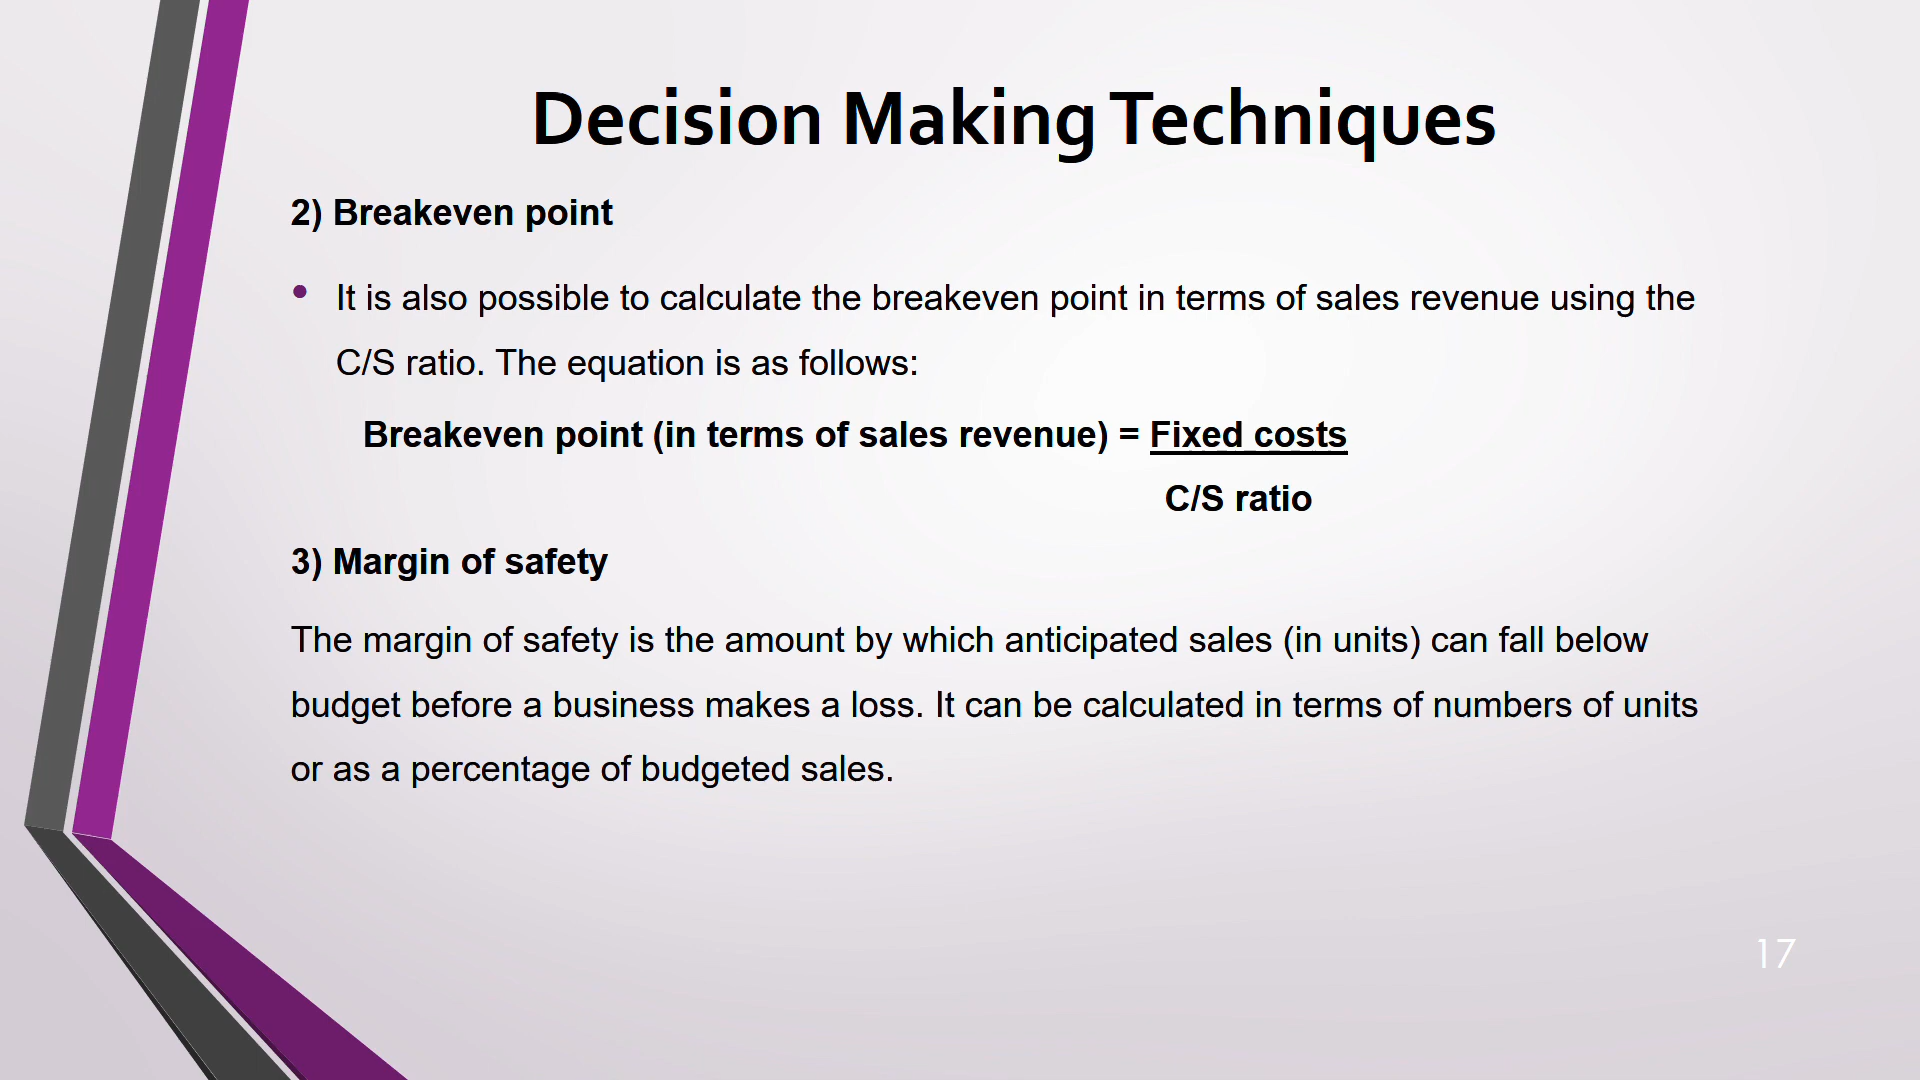 Decision Making Techniques
2) Breakeven point
• It is also possible to calculate the breakeven point in terms of sales revenue using the
C/S ratio. The equation is as follows:
Breakeven point (in terms of sales revenue) = Fixed costs
C/S ratio
3) Margin of safety
The margin of safety is the amount by which anticipated sales (in units) can fall below
budget before a business makes a loss. It can be calculated in terms of numbers of units
or as a percentage of budgeted sales.
17